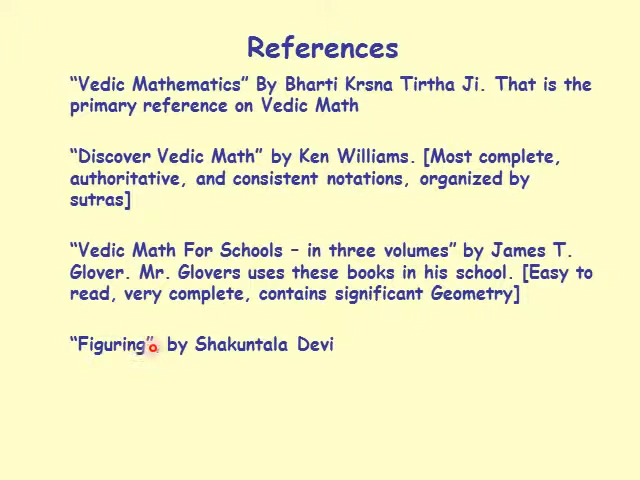 References
“Vedic Mathematics” By Bharti Krsna Tirtha Ji. That is the
primary reference on Vedic Math
“Discover Vedic Math” by Ken Williams. [Most complete,
authoritative, and consistent notations, organized by
sutras]
“Vedic Math For Schools – in three volumes” by James T.
Glover. Mr. Glovers uses these books in his school. [Easy to
read, very complete, contains significant Geometry]
“Figuring”, by Shakuntala Devi